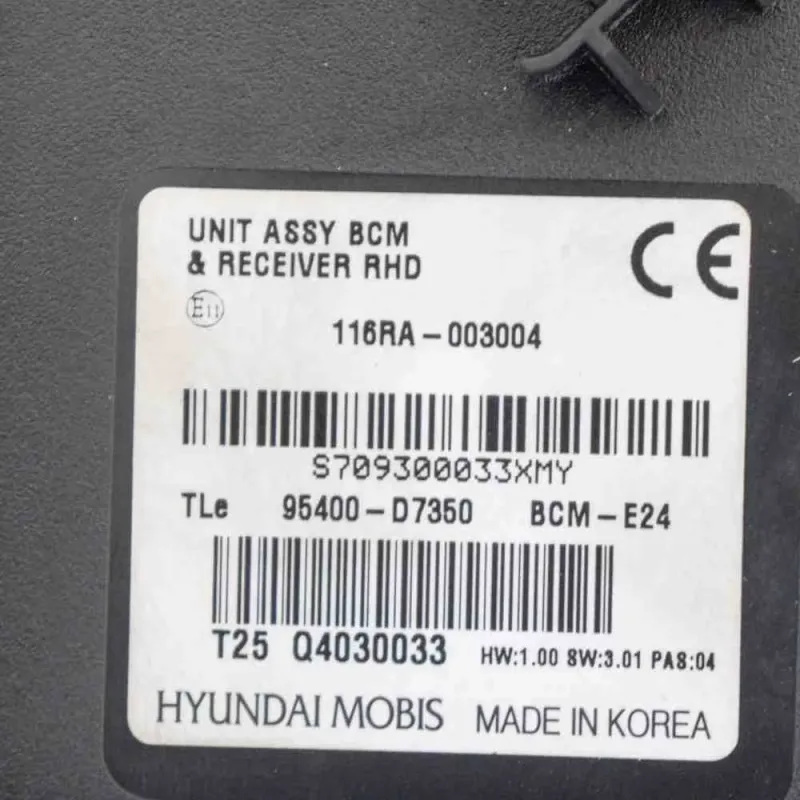 UNIT ASSY BCM
& RECEIVER RHD
CE
E11
116RA-003004
S709300033XMY
TLe 95400-D7350 BCM-E24
T25 Q4030033 HW:1.00 SW:3.01 PAS:04
HYUNDAI MOBIS MADE IN KOREA